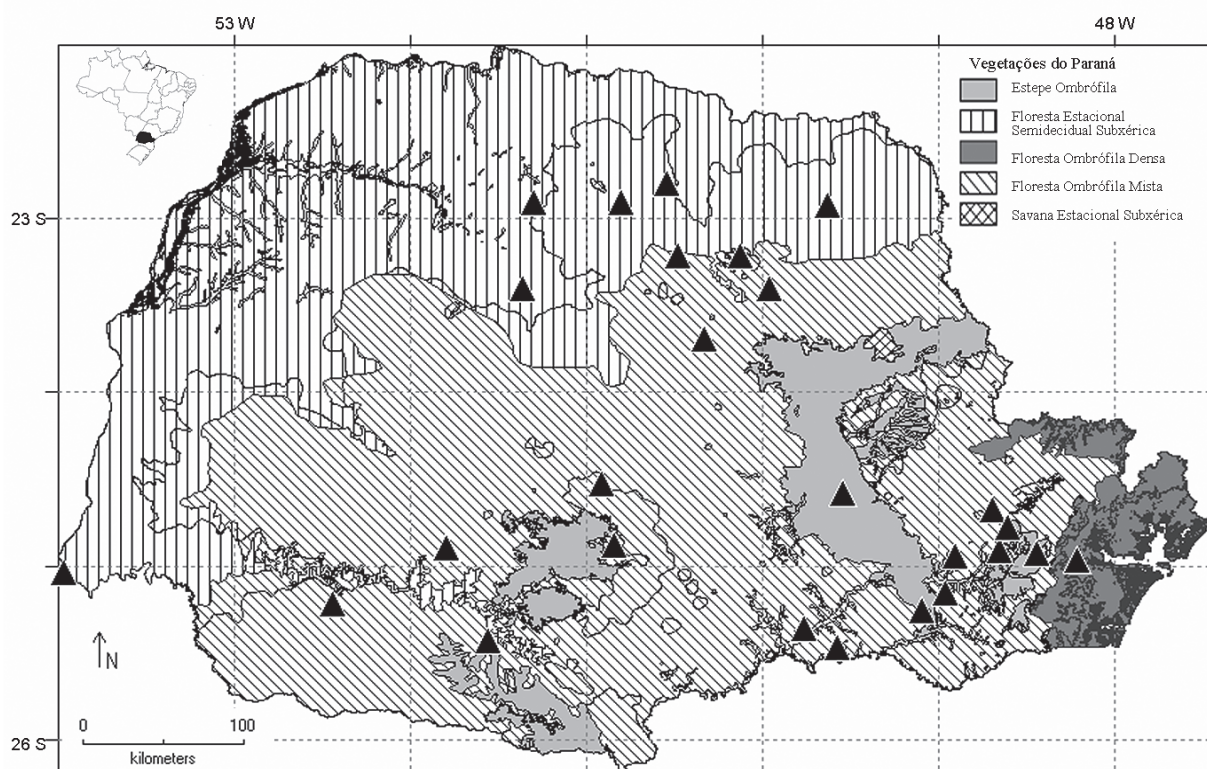 53 W
48 W
Vegetações do Paraná
Estepe Ombrófila
Floresta Estacional
Semidecidual Subxérica
Floresta Ombrófila Densa
Floresta Ombrófila Mista
Savana Estacional Subxérica
23 S
N
0
100
kilometers
26 S